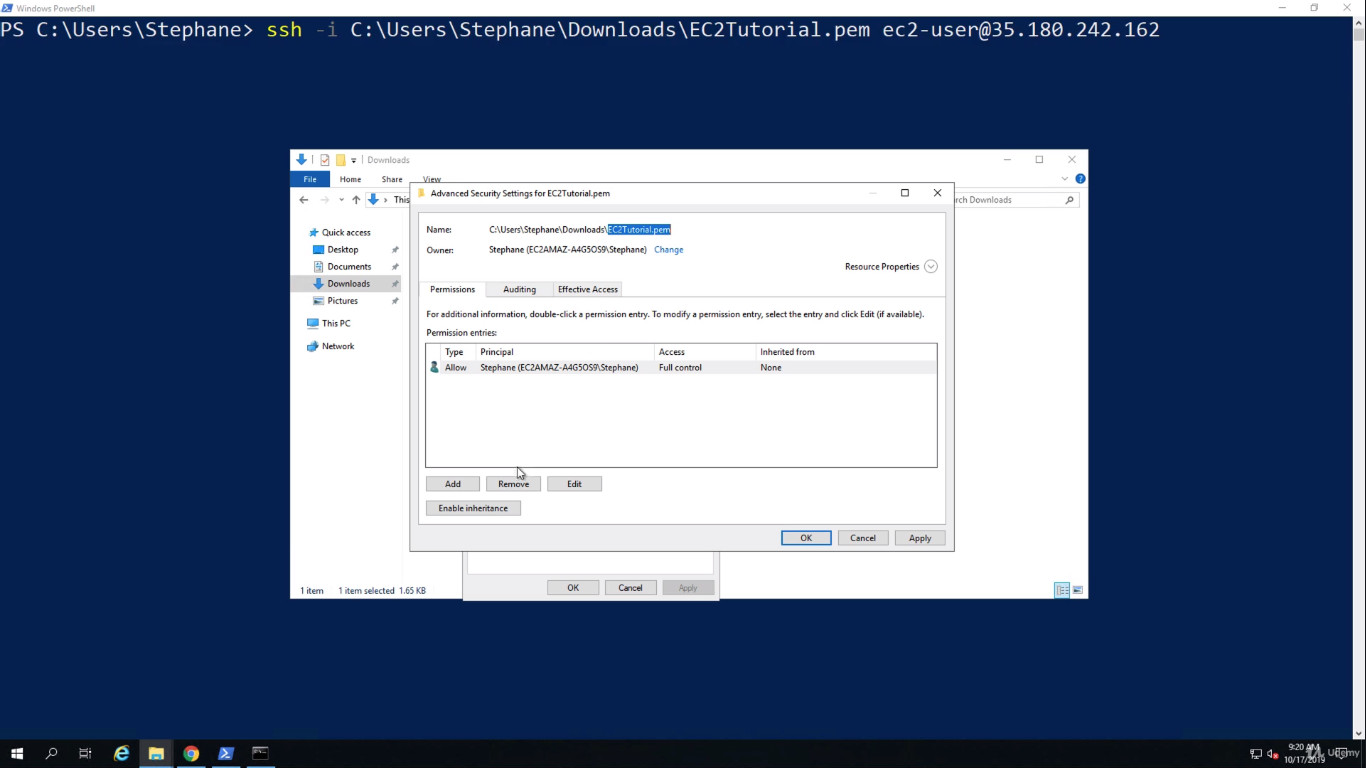 Windows PowerShell
PS C:\Users\Stephane> ssh -i C:\Users\Stephane\Downloads\EC2Tutorial.pem ec2-user@35.180.242.162
Downloads
File Home Share View
This
rch Downloads
Advanced Security Settings for EC2Tutorial.pem
Name: C:\Users\Stephane\Downloads\EC2Tutorial.pem
Owner: Stephane (EC2AMAZ-A4G5OS9\Stephane) Change
Resource Properties
Quick access
Desktop
Documents
Downloads
Pictures
This PC
Network
Permissions Auditing Effective Access
For additional information, double-click a permission entry. To modify a permission entry, select the entry and click Edit (if available).
Permission entries:
Type Principal Access Inherited from
Allow Stephane (EC2AMAZ-A4G5OS9\Stephane) Full control None
Add Remove Edit
Enable inheritance
OK Cancel Apply
OK Cancel Apply
1 item 1 item selected 1.65 KB
9:20 AM
10/17/2019
Udemy